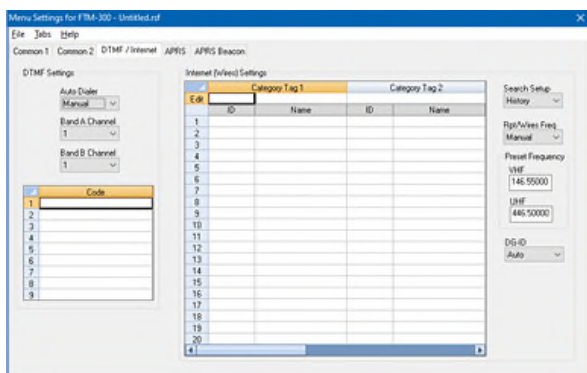 Menu Settings for FTM-300 - Untitled.rsf
File Tabs Help
Common 1 Common 2 DTMF / Internet APRS APRS Beacon
DTMF Settings
Auto Dialer
Manual
Band A Channel
1
Band B Channel
1
Code
1
2
3
4
5
6
7
8
9
Internet (Wires) Settings
Category Tag 1 Category Tag 2
Edit
ID Name ID Name
1
2
3
4
5
6
7
8
9
10
11
12
13
14
15
16
17
18
19
20
Search Setup
History
Rpt/Wires Freq
Manual
Preset Frequency
VHF
146.55000
UHF
446.50000
DG-ID
Auto